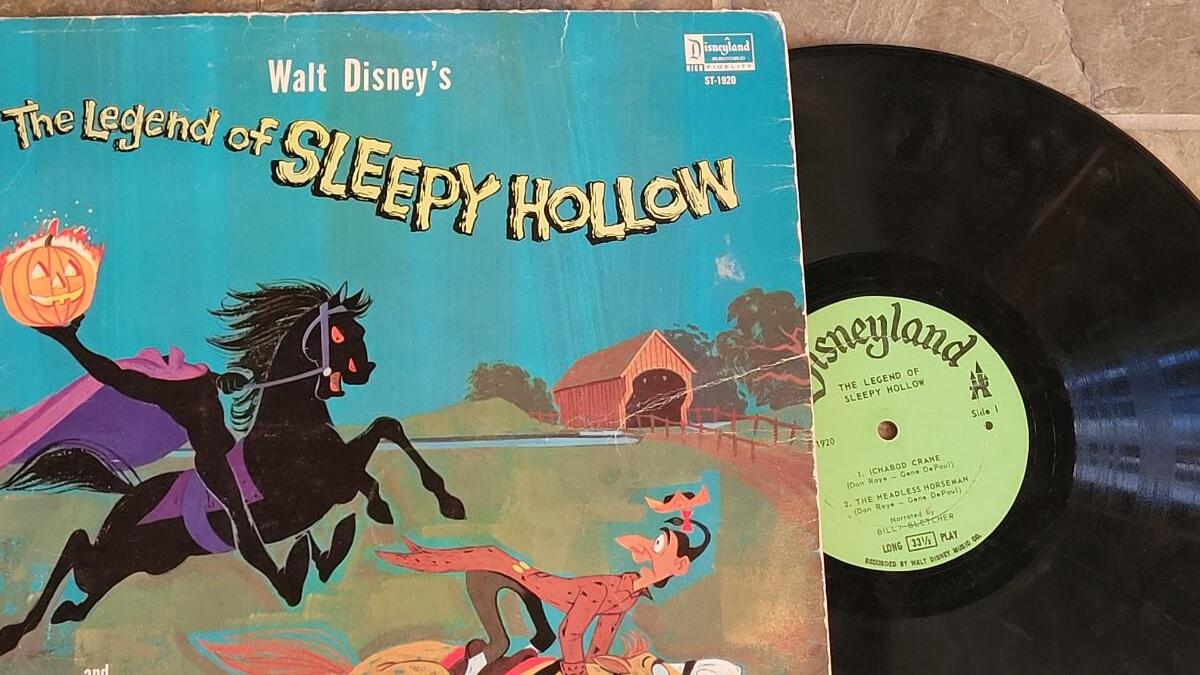 Disneyland
RECORDS
HIGH FIDELITY
ST-1920
Walt Disney's
The Legend of SLEEPY HOLLOW
and
Disneyland
THE LEGEND OF
SLEEPY HOLLOW
Side 1
1920
1. ICHABOD CRANE
(Don Raye – Gene DePaul)
2. THE HEADLESS HORSEMAN
(Don Raye – Gene DePaul)
Narrated by
BILLY BLETCHER
LONG 33⅓ PLAY
RECORDED BY WALT DISNEY MUSIC CO.